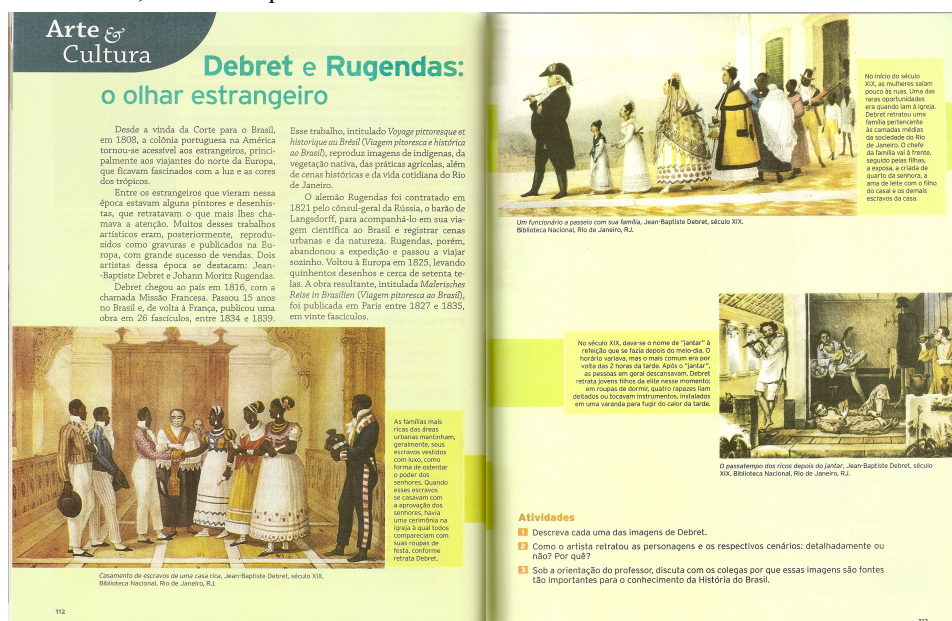 Arte &
Cultura
Debret e Rugendas:
o olhar estrangeiro
Desde a vinda da Corte para o Brasil,
em 1808, a colônia portuguesa na América
tornou-se acessível aos estrangeiros, princi-
palmente aos viajantes do norte da Europa,
que ficavam fascinados com a luz e as cores
dos trópicos.
Entre os estrangeiros que vieram nessa
época estavam alguns pintores e desenhis-
tas, que retratavam o que mais lhes cha-
mava a atenção. Muitos desses trabalhos
artísticos eram, posteriormente, reprodu-
zidos como gravuras e publicados na Eu-
ropa, com grande sucesso de vendas. Dois
artistas dessa época se destacam: Jean-
-Baptiste Debret e Johann Moritz Rugendas.
Debret chegou ao país em 1816, com a
chamada Missão Francesa. Passou 15 anos
no Brasil e, de volta à França, publicou uma
obra em 26 fascículos, entre 1834 e 1839.
Esse trabalho, intitulado Voyage pittoresque et
historique au Brésil (Viagem pitoresca e histórica
ao Brasil), reproduz imagens de indígenas, da
vegetação nativa, das práticas agrícolas, além
de cenas históricas e da vida cotidiana do Rio
de Janeiro.
O alemão Rugendas foi contratado em
1821 pelo cônsul-geral da Rússia, o barão de
Langsdorff, para acompanhá-lo em sua via-
gem científica ao Brasil e registrar cenas
urbanas e da natureza. Rugendas, porém,
abandonou a expedição e passou a viajar
sozinho. Voltou à Europa em 1825, levando
quinhentos desenhos e cerca de setenta te-
las. A obra resultante, intitulada Malerisches
Reise in Brasilien (Viagem pitoresca ao Brasil),
foi publicada em Paris entre 1827 e 1835,
em vinte fascículos.
As famílias mais
ricas das áreas
urbanas mantinham,
geralmente, seus
escravos vestidos
com luxo, como
forma de ostentar
o poder dos
senhores. Quando
esses escravos
se casavam com
a aprovação dos
senhores, havia
uma cerimônia na
igreja à qual todos
compareciam com
suas roupas de
festa, conforme
retrata Debret.
Casamento de escravos de uma casa rica, Jean-Baptiste Debret, século XIX.
Biblioteca Nacional, Rio de Janeiro, RJ.
112
No início do século
XIX, as mulheres saíam
pouco às ruas. Uma das
raras oportunidades
era quando iam à igreja.
Debret retratou uma
família pertencente
às camadas médias
da sociedade do Rio
de Janeiro. O chefe
da família vai à frente,
seguido pelas filhas,
a esposa, a criada de
quarto da senhora, a
ama de leite com o filho
do casal e os demais
escravos da casa.
Um funcionário a passeio com sua família, Jean-Baptiste Debret, século XIX.
Biblioteca Nacional, Rio de Janeiro, RJ.
No século XIX, dava-se o nome de "jantar" à
refeição que se fazia depois do meio-dia. O
horário variava, mas o mais comum era por
volta das 2 horas da tarde. Após o "jantar",
as pessoas em geral descansavam. Debret
retrata jovens filhos da elite nesse momento:
em roupas de dormir, quatro rapazes liam
deitados ou tocavam instrumentos, instalados
em uma varanda para fugir do calor da tarde.
O passatempo dos ricos depois do jantar, Jean-Baptiste Debret, século
XIX. Biblioteca Nacional, Rio de Janeiro, RJ.
Atividades
1 Descreva cada uma das imagens de Debret.
2 Como o artista retratou as personagens e os respectivos cenários: detalhadamente ou
não? Por quê?
3 Sob a orientação do professor, discuta com os colegas por que essas imagens são fontes
tão importantes para o conhecimento da História do Brasil.